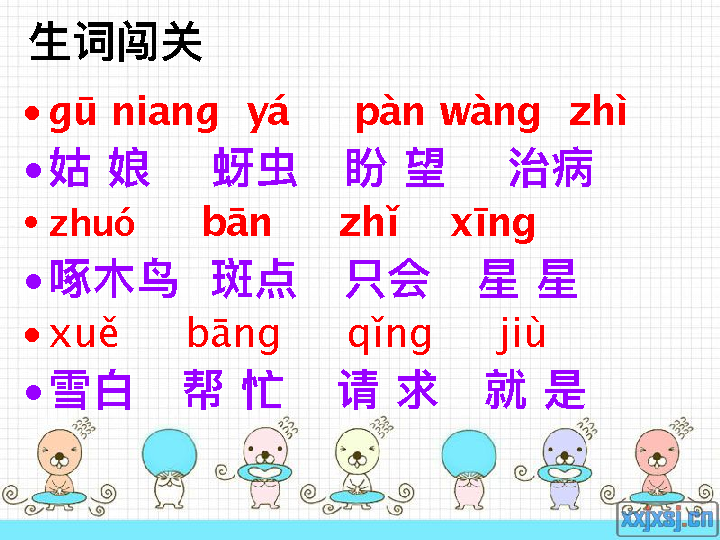 生词闯关
•gū niang yá pàn wàng zhì
•姑 娘 蚜虫 盼 望 治病
•zhuó bān zhǐ xīng
•啄木鸟 斑点 只会 星 星
•xuě bāng qǐng jiù
•雪白 帮 忙 请 求 就 是
xxjxsj.cn